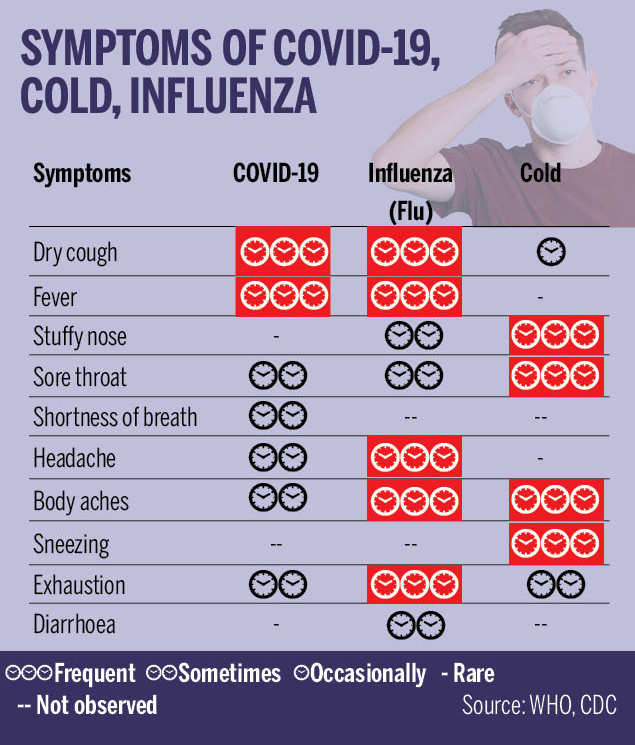 SYMPTOMS OF COVID-19,
COLD, INFLUENZA
Symptoms COVID-19 Influenza (Flu) Cold
Dry cough
Fever -
Stuffy nose -
Sore throat
Shortness of breath -- --
Headache -
Body aches
Sneezing -- --
Exhaustion
Diarrhoea - --
Frequent Sometimes Occasionally - Rare
-- Not observed Source: WHO, CDC